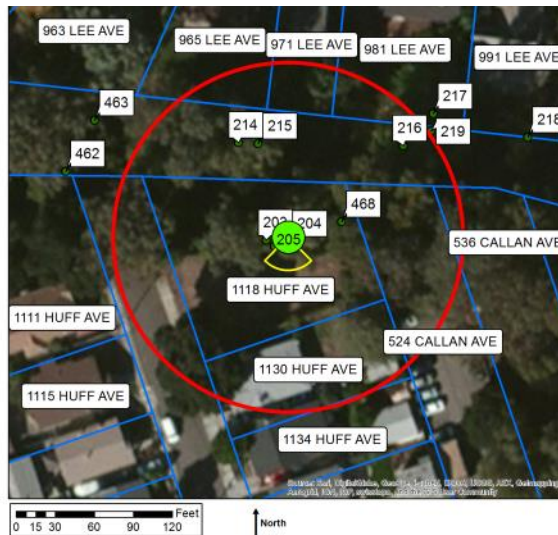 963 LEE AVE
965 LEE AVE
971 LEE AVE
981 LEE AVE
991 LEE AVE
463
214
215
217
216
219
218
462
468
204
205
536 CALLAN AVE
1118 HUFF AVE
1111 HUFF AVE
524 CALLAN AVE
1130 HUFF AVE
1115 HUFF AVE
1134 HUFF AVE
Feet
0 15 30 60 90 120
North